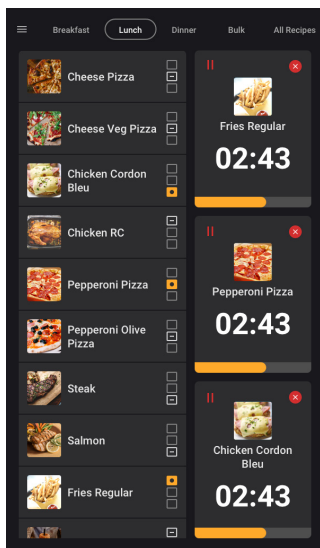 Breakfast
Lunch
Dinner
Bulk
All Recipes
Cheese Pizza
Cheese Veg Pizza
Chicken Cordon
Bleu
Chicken RC
Pepperoni Pizza
Pepperoni Olive
Pizza
Steak
Salmon
Fries Regular
Fries Regular
02:43
Pepperoni Pizza
02:43
Chicken Cordon
Bleu
02:43